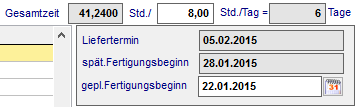 Gesamtzeit 41,2400 Std./ 8,00 Std./Tag = 6 Tage
Liefertermin 05.02.2015
spät.Fertigungsbeginn 28.01.2015
gepl.Fertigungsbeginn 22.01.2015 31